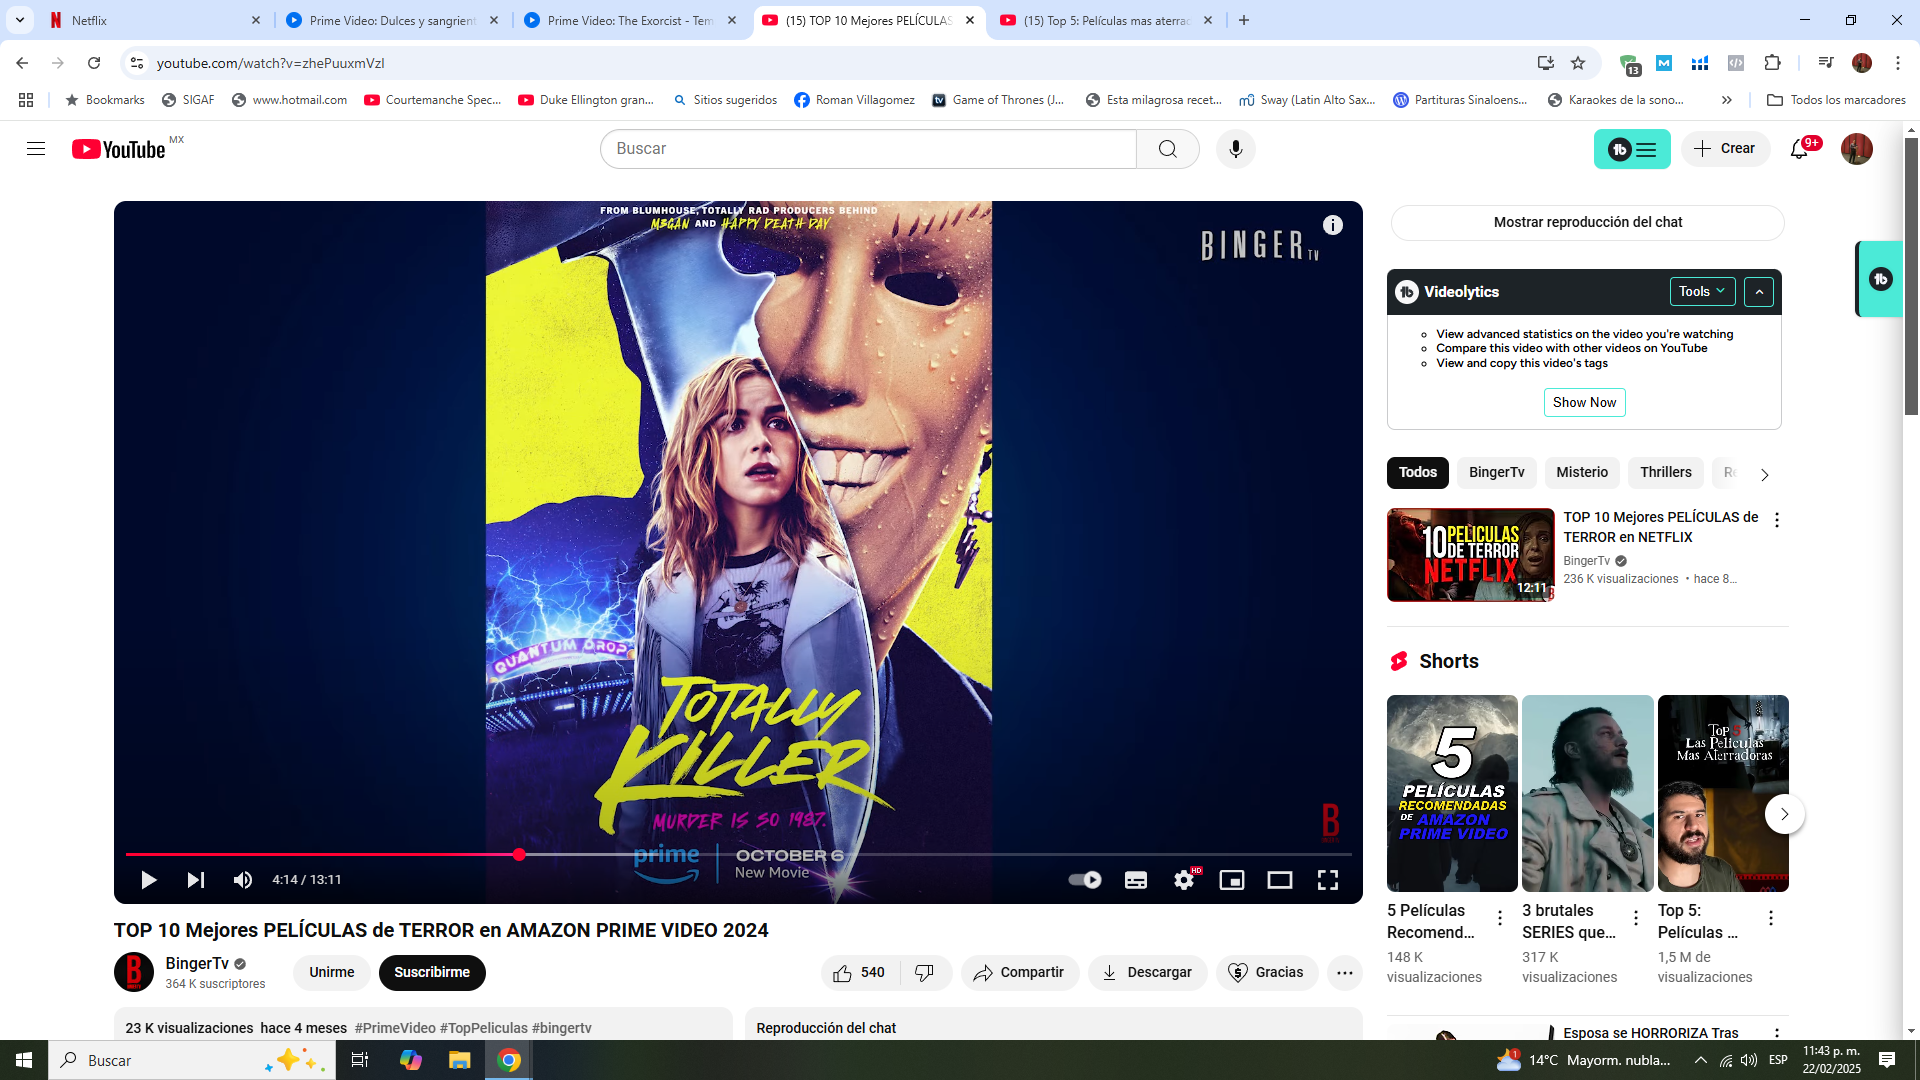 Netflix
Prime Video: Dulces y sangrient
Prime Video: The Exorcist - Tem
(15) TOP 10 Mejores PELÍCULAS
(15) Top 5: Películas mas aterrad
youtube.com/watch?v=zhePuuxmVzI
13
Bookmarks
SIGAF
www.hotmail.com
Courtemanche Spec...
Duke Ellington gran...
Sitios sugeridos
Roman Villagomez
Game of Thrones (J...
Esta milagrosa recet...
Sway (Latin Alto Sax...
Partituras Sinaloens...
Karaokes de la sono...
Todos los marcadores
YouTube MX
Buscar
Crear
9+
FROM BLUMHOUSE, TOTALLY RAD PRODUCERS BEHIND
M3GAN AND HAPPY DEATH DAY
BINGER TV
QUANTUM DROP
TOTALLY
KILLER
MURDER IS SO 1987.
prime
OCTOBER 6
New Movie
B
4:14 / 13:11
HD
TOP 10 Mejores PELÍCULAS de TERROR en AMAZON PRIME VIDEO 2024
BingerTv
364 K suscriptores
Unirme
Suscribirme
540
Compartir
Descargar
Gracias
23 K visualizaciones hace 4 meses #PrimeVideo #TopPeliculas #bingertv
Reproducción del chat
Mostrar reproducción del chat
Videolytics
Tools
View advanced statistics on the video you're watching
Compare this video with other videos on YouTube
View and copy this video's tags
Show Now
Todos
BingerTv
Misterio
Thrillers
Re
10 PELICULAS
DE TERROR
NETFLIX
12:11
TOP 10 Mejores PELÍCULAS de
TERROR en NETFLIX
BingerTv
236 K visualizaciones • hace 8...
Shorts
5
PELÍCULAS
RECOMENDADAS
DE AMAZON
PRIME VIDEO
Top 5
Las Peliculas
Mas Aterradoras
5 Películas
Recomend...
148 K
visualizaciones
3 brutales
SERIES que...
317 K
visualizaciones
Top 5:
Películas ...
1,5 M de
visualizaciones
Esposa se HORRORIZA Tras
Buscar
1
14°C Mayorm. nubla...
ESP
11:43 p. m.
22/02/2025